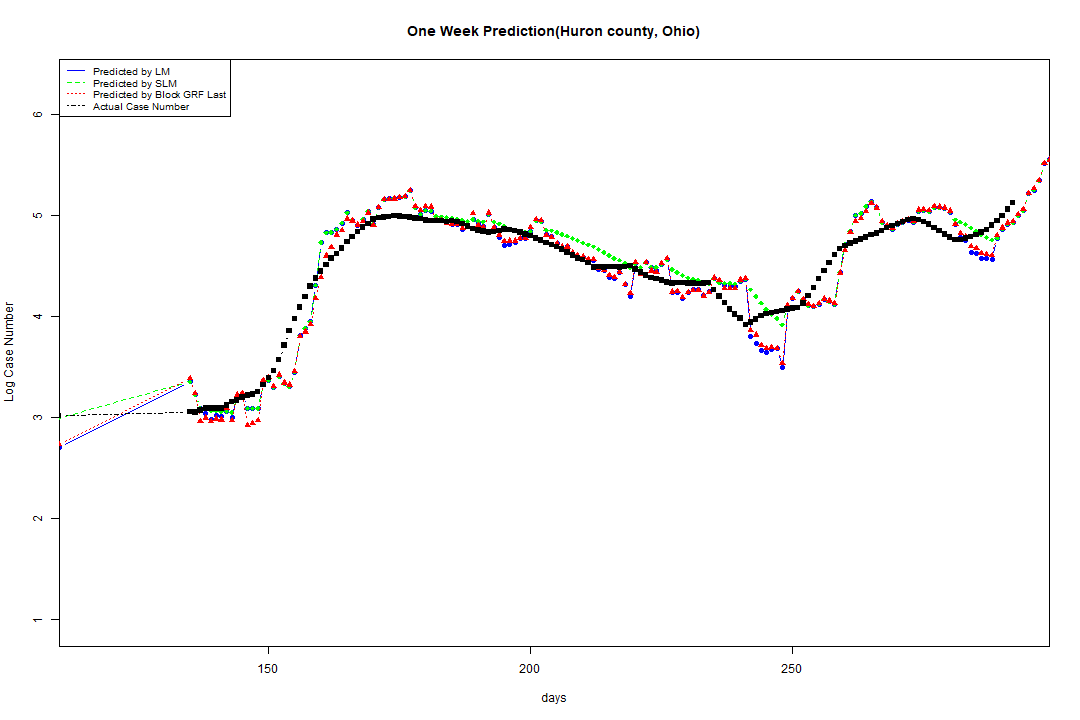 One Week Prediction(Huron county, Ohio)
Predicted by LM
Predicted by SLM
Predicted by Block GRF Last
Actual Case Number
6
5
4
3
2
1
Log Case Number
150 200 250
days